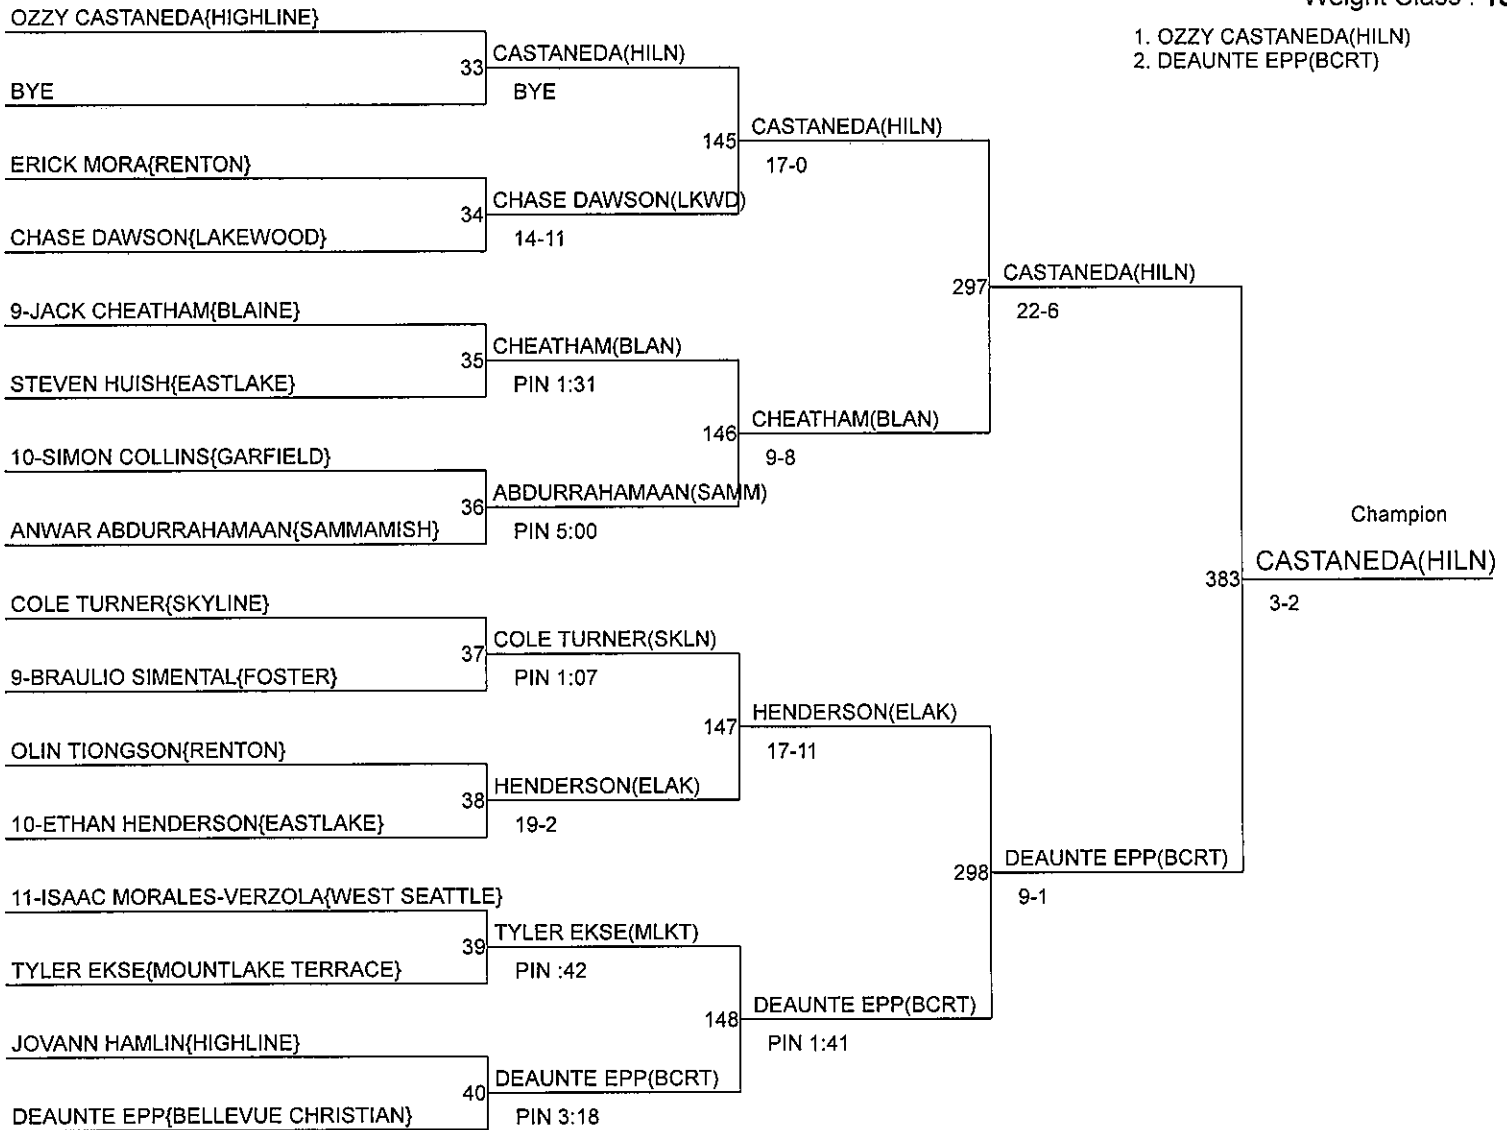 Weight Class :
1. OZZY CASTANEDA(HILN)
2. DEAUNTE EPP(BCRT)
OZZY CASTANEDA{HIGHLINE}
33
CASTANEDA(HILN)
BYE
BYE
145
CASTANEDA(HILN)
17-0
ERICK MORA{RENTON}
34
CHASE DAWSON(LKWD)
CHASE DAWSON{LAKEWOOD}
14-11
297
CASTANEDA(HILN)
22-6
9-JACK CHEATHAM{BLAINE}
35
CHEATHAM(BLAN)
STEVEN HUISH{EASTLAKE}
PIN 1:31
146
CHEATHAM(BLAN)
9-8
10-SIMON COLLINS{GARFIELD}
36
ABDURRAHAMAAN(SAMM)
ANWAR ABDURRAHAMAAN{SAMMAMISH}
PIN 5:00
Champion
383
CASTANEDA(HILN)
3-2
COLE TURNER{SKYLINE}
37
COLE TURNER(SKLN)
9-BRAULIO SIMENTAL{FOSTER}
PIN 1:07
147
HENDERSON(ELAK)
17-11
OLIN TIONGSON{RENTON}
38
HENDERSON(ELAK)
10-ETHAN HENDERSON{EASTLAKE}
19-2
298
DEAUNTE EPP(BCRT)
9-1
11-ISAAC MORALES-VERZOLA{WEST SEATTLE}
39
TYLER EKSE(MLKT)
TYLER EKSE{MOUNTLAKE TERRACE}
PIN :42
148
DEAUNTE EPP(BCRT)
PIN 1:41
JOVANN HAMLIN{HIGHLINE}
40
DEAUNTE EPP(BCRT)
DEAUNTE EPP{BELLEVUE CHRISTIAN}
PIN 3:18